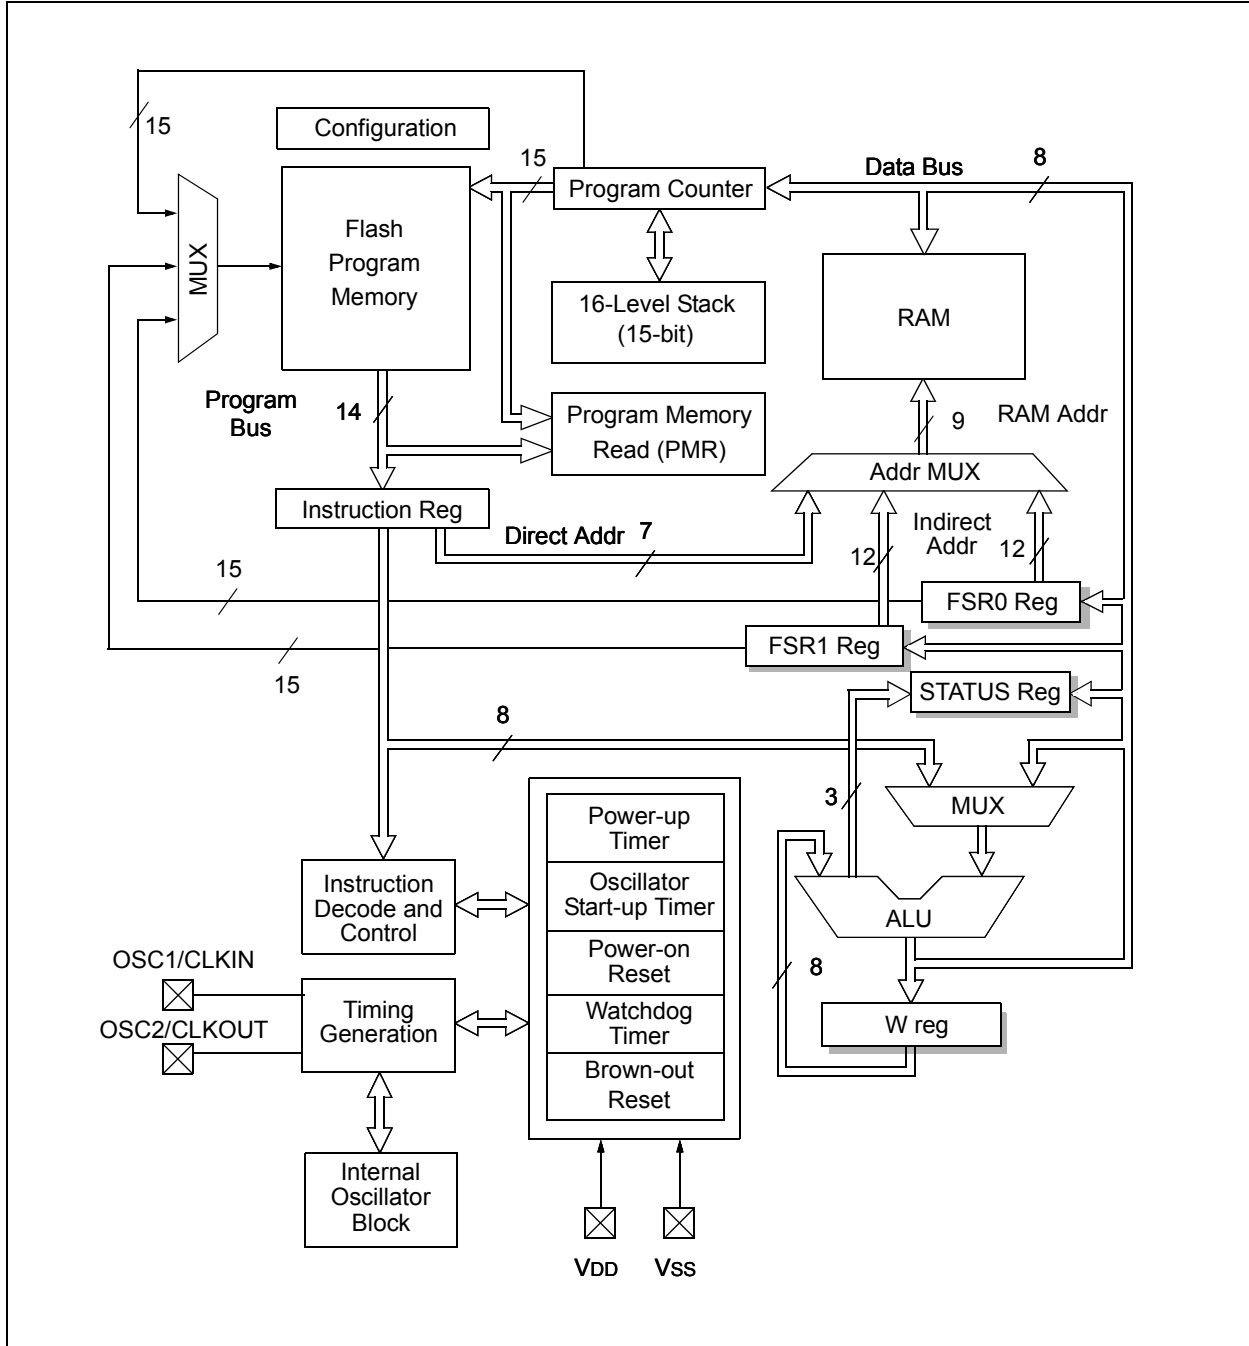 15
Configuration
15
Program Counter
Data Bus
8
MUX
Flash
Program
Memory
16-Level Stack
(15-bit)
RAM
Program
Bus
14
Program Memory
Read (PMR)
9
RAM Addr
Addr MUX
Instruction Reg
Direct Addr
7
Indirect
Addr
12
12
15
FSR0 Reg
FSR1 Reg
15
STATUS Reg
8
3
MUX
Power-up
Timer
Oscillator
Start-up Timer
Power-on
Reset
Watchdog
Timer
Brown-out
Reset
Instruction
Decode and
Control
ALU
8
OSC1/CLKIN
OSC2/CLKOUT
Timing
Generation
W reg
Internal
Oscillator
Block
VDD
VSS